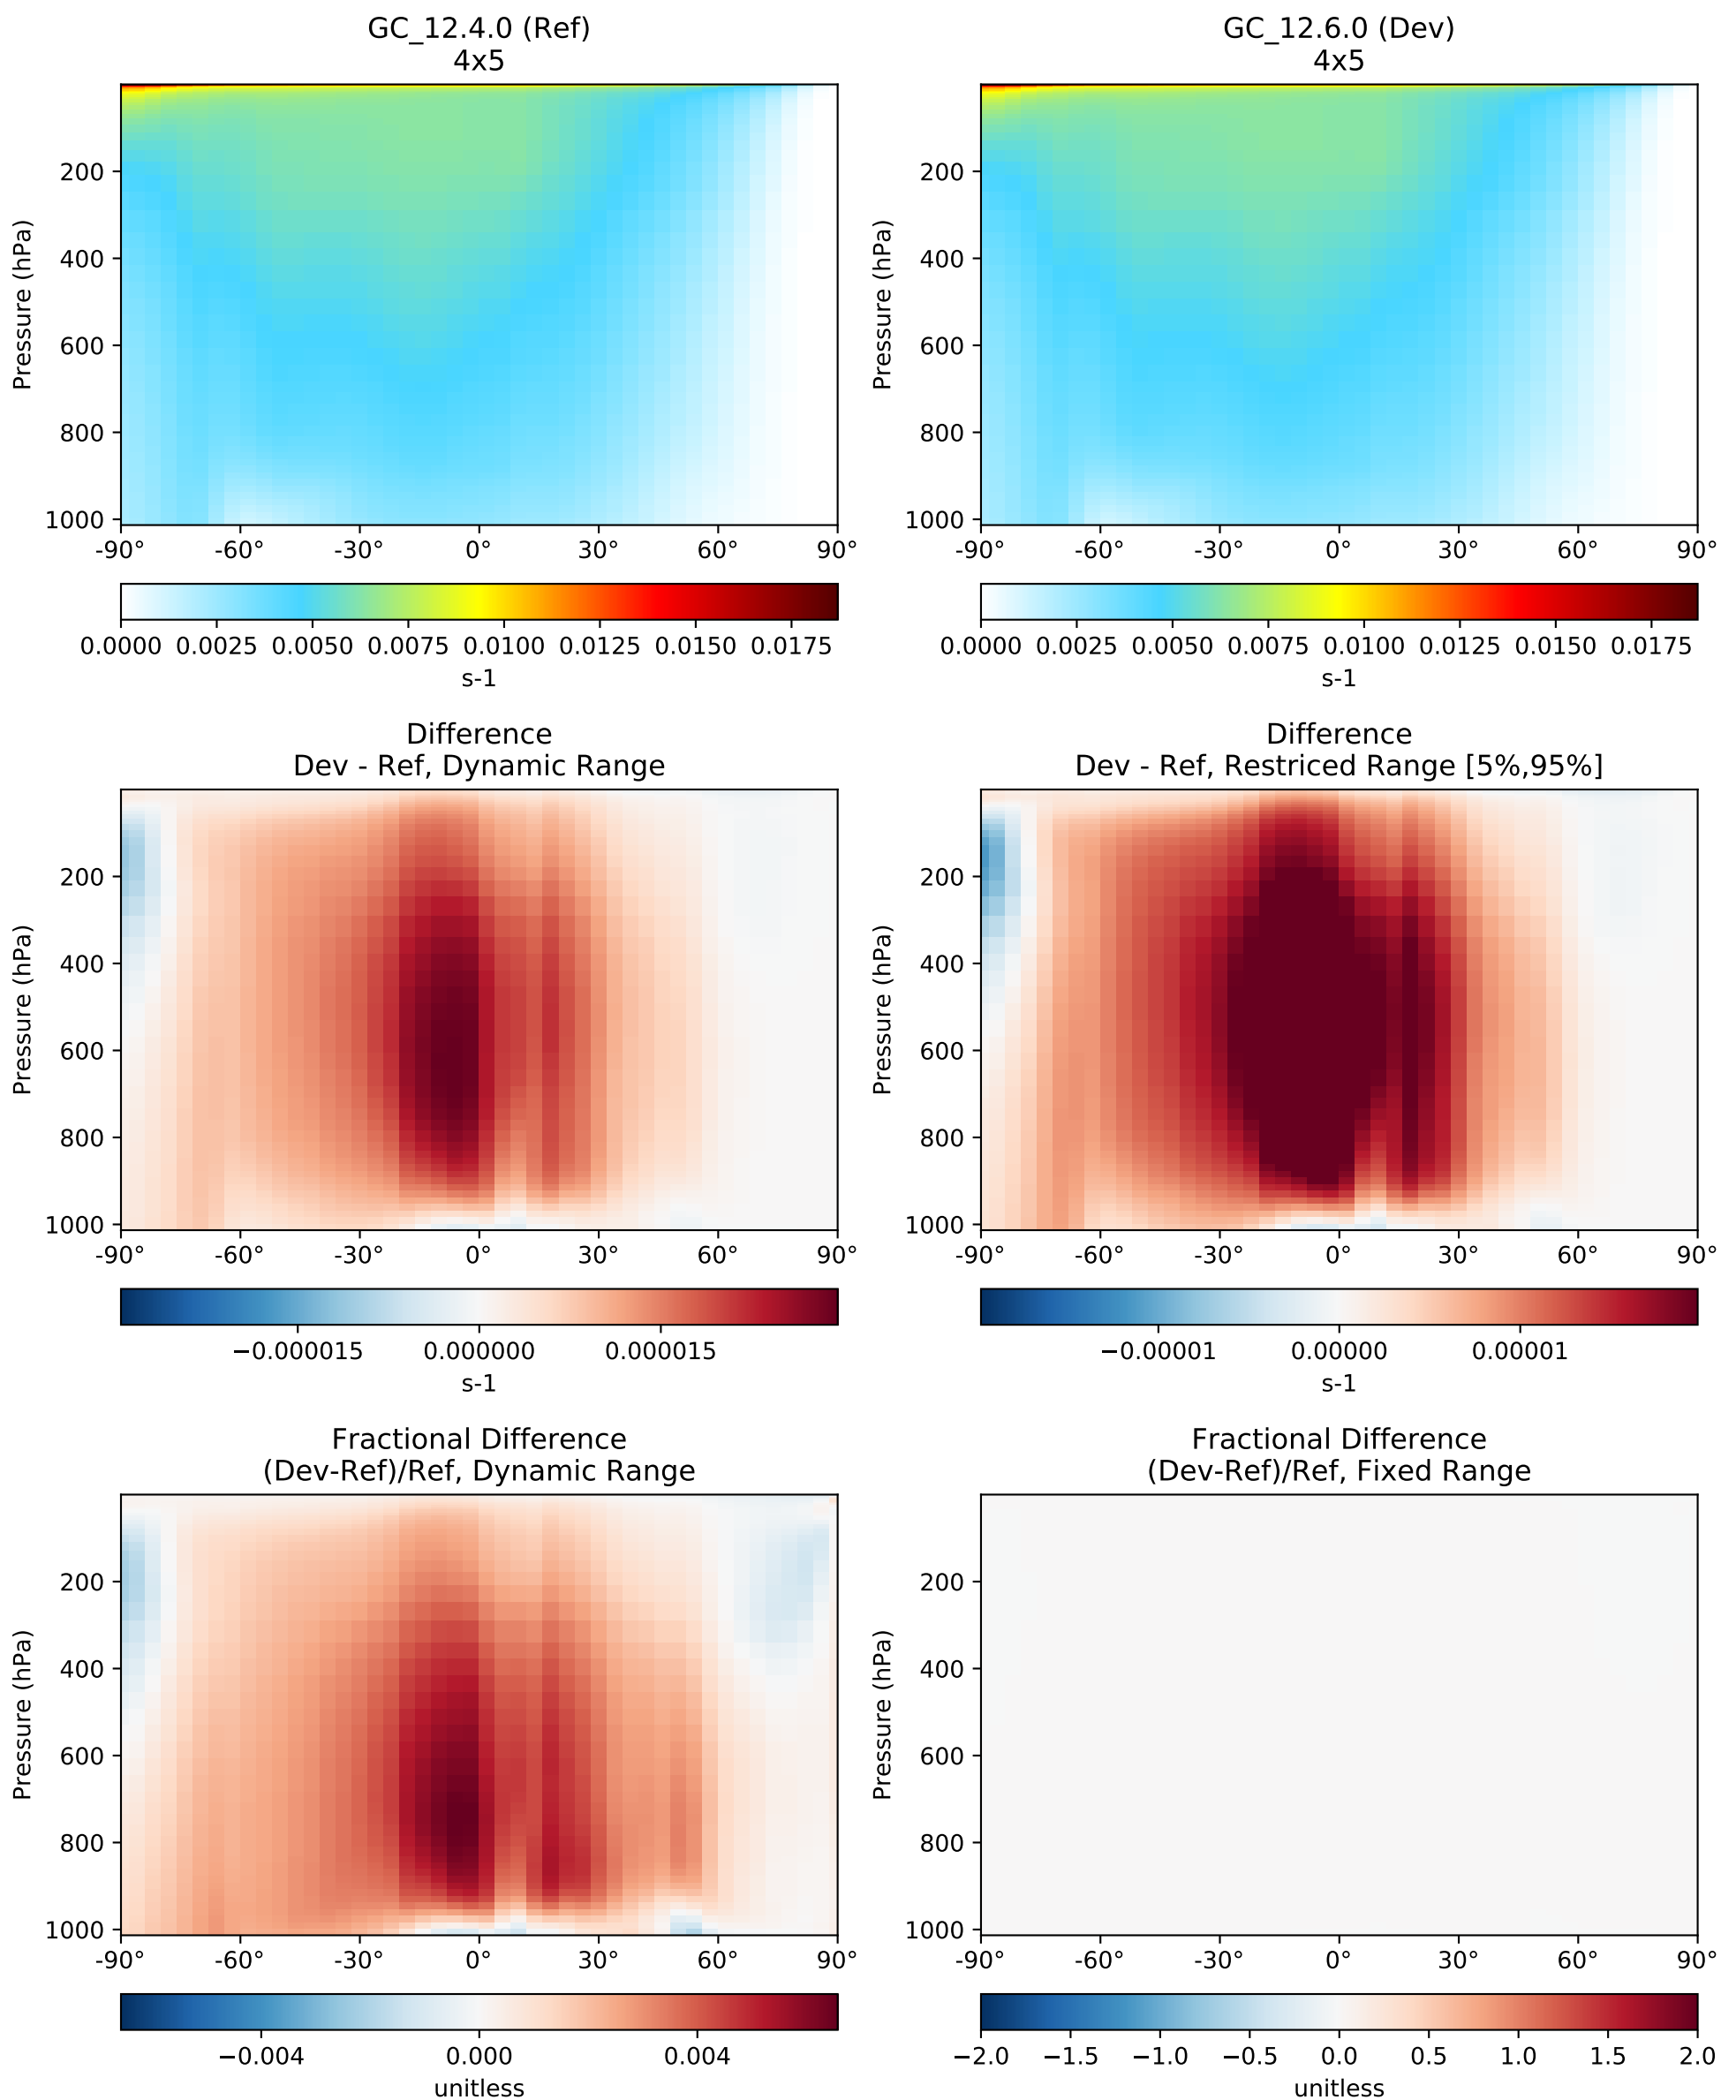 GC_12.4.0 (Ref)
4x5
GC_12.6.0 (Dev)
4x5
Pressure (hPa)
200
400
600
800
1000
-90° -60° -30° 0° 30° 60° 90°
0.0000 0.0025 0.0050 0.0075 0.0100 0.0125 0.0150 0.0175
s-1
Pressure (hPa)
200
400
600
800
1000
-90° -60° -30° 0° 30° 60° 90°
0.0000 0.0025 0.0050 0.0075 0.0100 0.0125 0.0150 0.0175
s-1
Difference
Dev - Ref, Dynamic Range
Pressure (hPa)
200
400
600
800
1000
-90° -60° -30° 0° 30° 60° 90°
−0.000015 0.000000 0.000015
s-1
Difference
Dev - Ref, Restriced Range [5%,95%]
Pressure (hPa)
200
400
600
800
1000
-90° -60° -30° 0° 30° 60° 90°
−0.00001 0.00000 0.00001
s-1
Fractional Difference
(Dev-Ref)/Ref, Dynamic Range
Pressure (hPa)
200
400
600
800
1000
-90° -60° -30° 0° 30° 60° 90°
−0.004 0.000 0.004
unitless
Fractional Difference
(Dev-Ref)/Ref, Fixed Range
Pressure (hPa)
200
400
600
800
1000
-90° -60° -30° 0° 30° 60° 90°
−2.0 −1.5 −1.0 −0.5 0.0 0.5 1.0 1.5 2.0
unitless